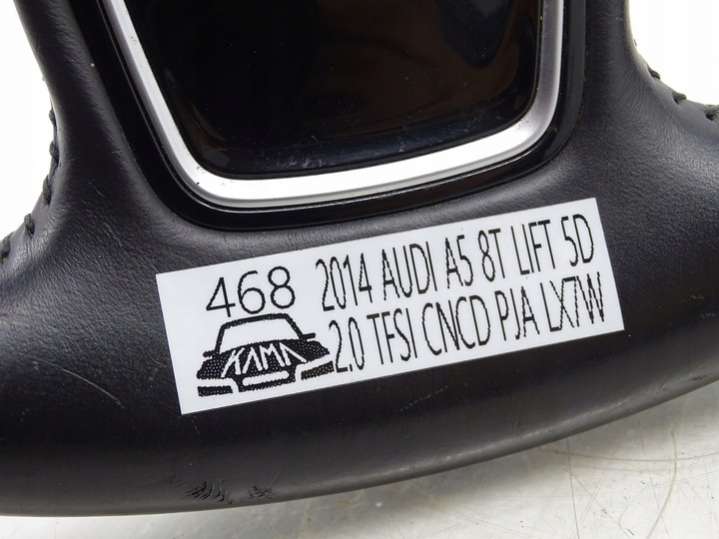 468
2014 AUDI A5 8T LIFT 5D
2.0 TFSI CNCD PJA LX7W
KAMA